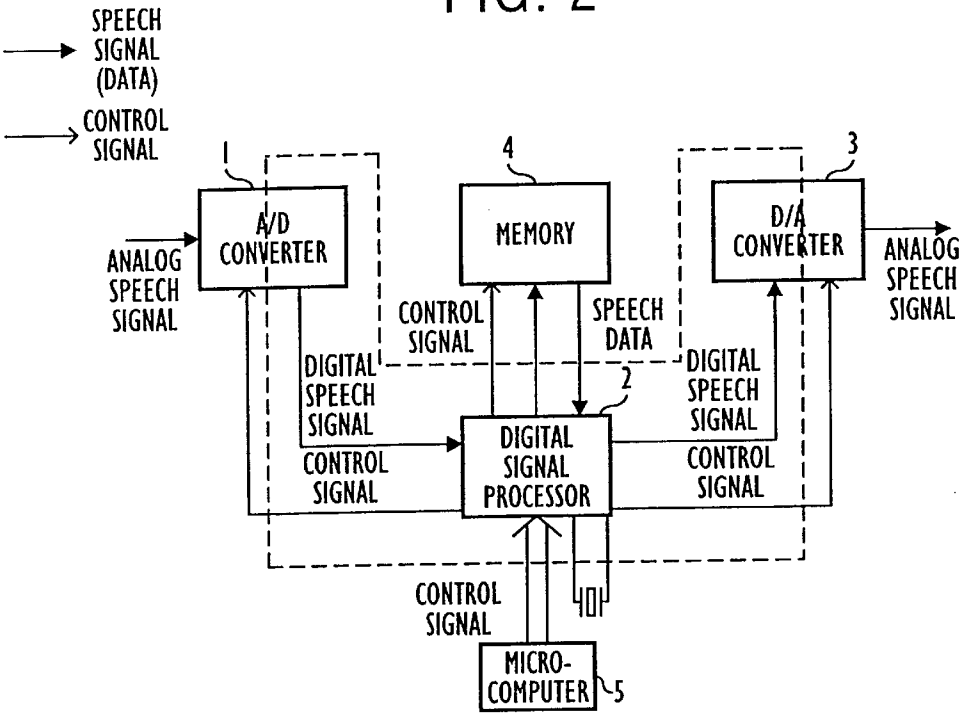 FIG. 2
SPEECH
SIGNAL
(DATA)
CONTROL
SIGNAL
1
4
3
A/D
CONVERTER
MEMORY
D/A
CONVERTER
ANALOG
SPEECH
SIGNAL
ANALOG
SPEECH
SIGNAL
CONTROL
SIGNAL
SPEECH
DATA
DIGITAL
SPEECH
SIGNAL
DIGITAL
SPEECH
SIGNAL
2
DIGITAL
SIGNAL
PROCESSOR
CONTROL
SIGNAL
CONTROL
SIGNAL
CONTROL
SIGNAL
MICRO-
COMPUTER
5